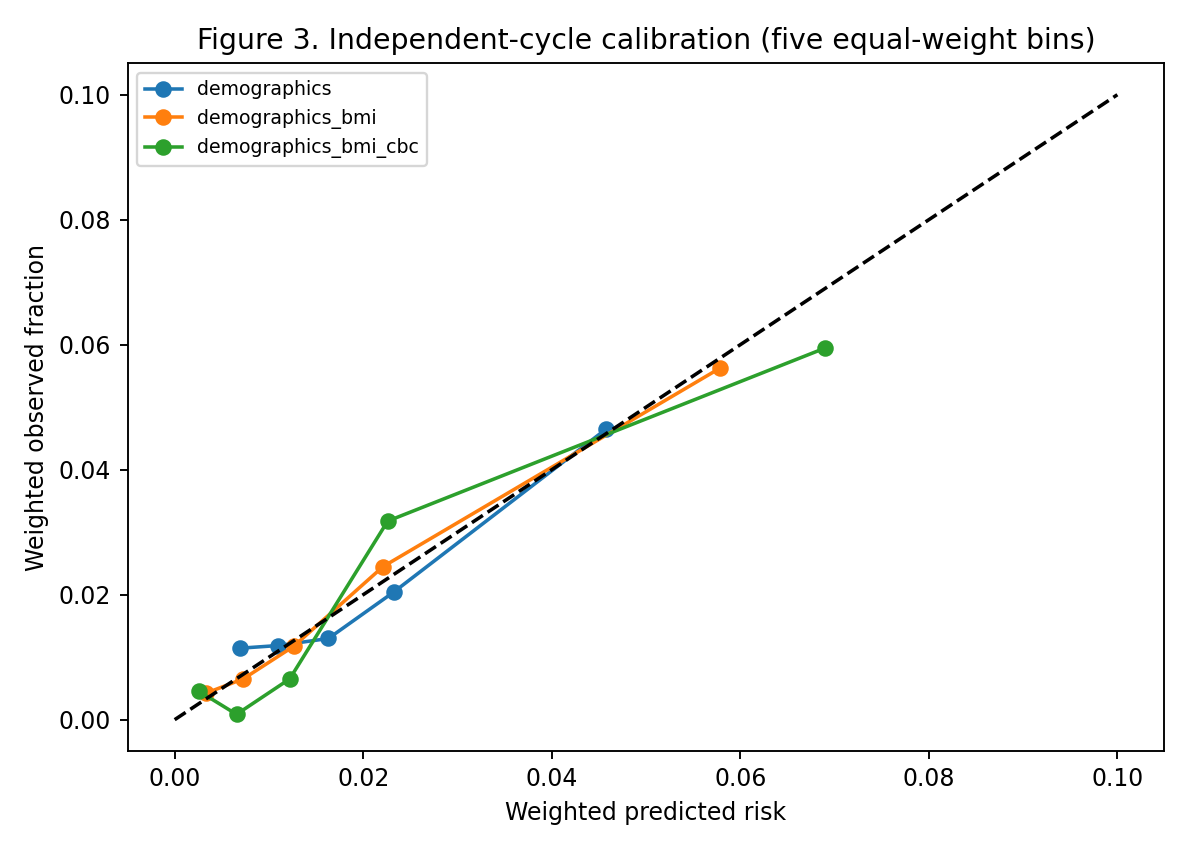 Figure 3. Independent-cycle calibration (five equal-weight bins)
demographics
demographics_bmi
demographics_bmi_cbc
0.10
0.08
0.06
0.04
0.02
0.00
Weighted observed fraction
0.00 0.02 0.04 0.06 0.08 0.10
Weighted predicted risk